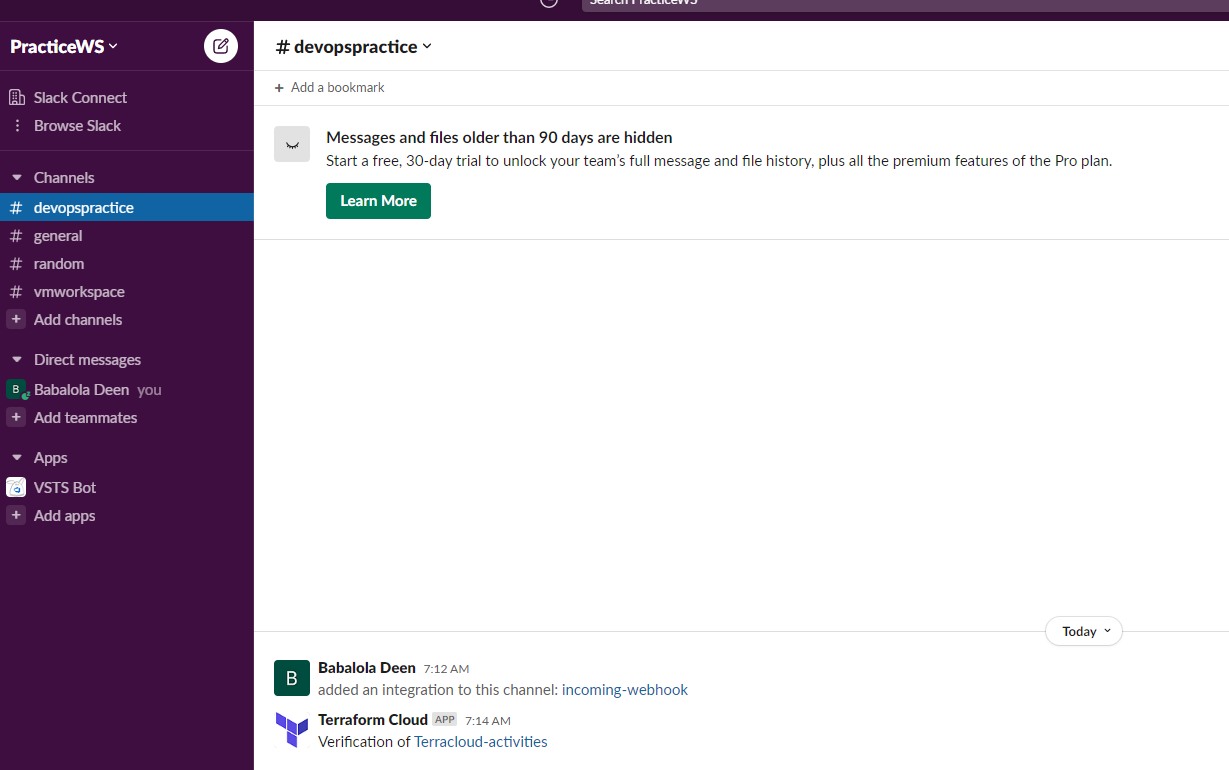 Search PracticeWS
PracticeWS
# devopspractice
+ Add a bookmark
Slack Connect
Browse Slack
Messages and files older than 90 days are hidden
Start a free, 30-day trial to unlock your team’s full message and file history, plus all the premium features of the Pro plan.
Learn More
Channels
# devopspractice
# general
# random
# vmworkspace
+ Add channels
Direct messages
B Babalola Deen you
+ Add teammates
Apps
VSTS Bot
+ Add apps
Today
B
Babalola Deen 7:12 AM
added an integration to this channel: incoming-webhook
Terraform Cloud APP 7:14 AM
Verification of Terracloud-activities